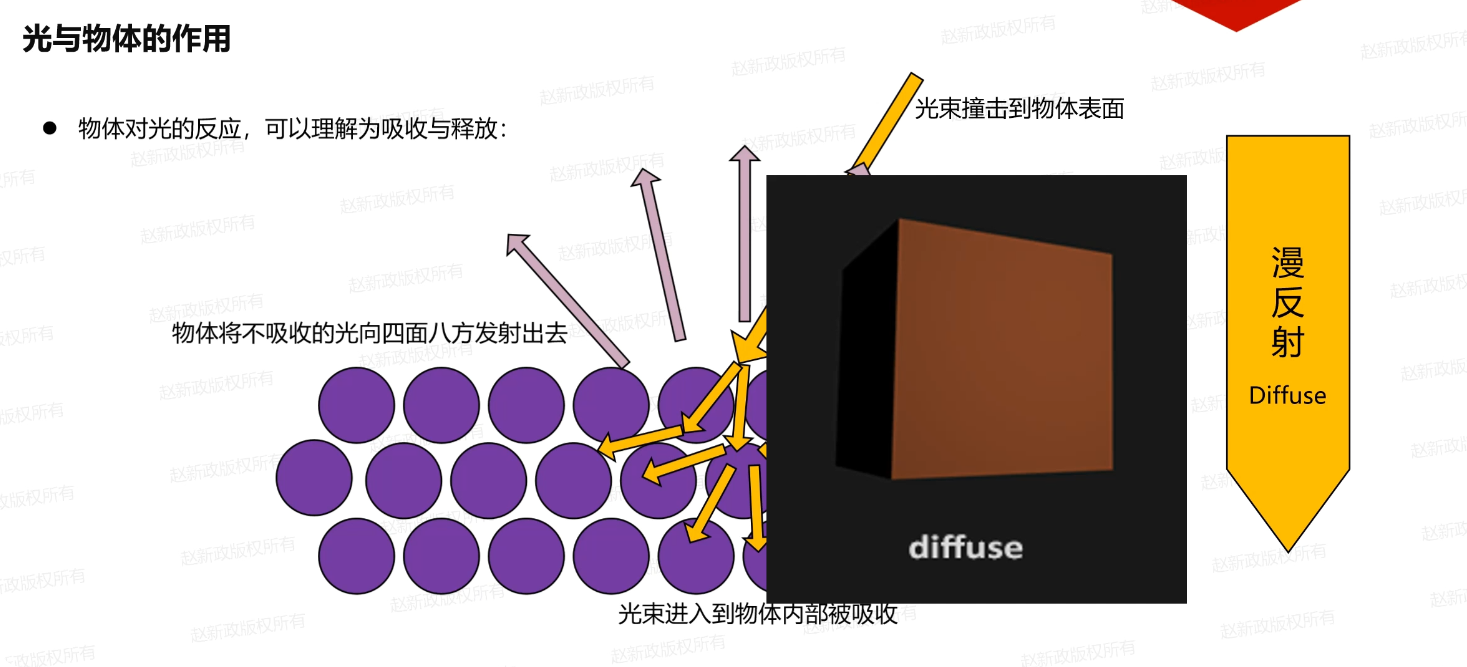 光与物体的作用
光束撞击到物体表面
● 物体对光的反应，可以理解为吸收与释放：
漫反射
Diffuse
物体将不吸收的光向四面八方发射出去
diffuse
光束进入到物体内部被吸收
赵新政版权所有